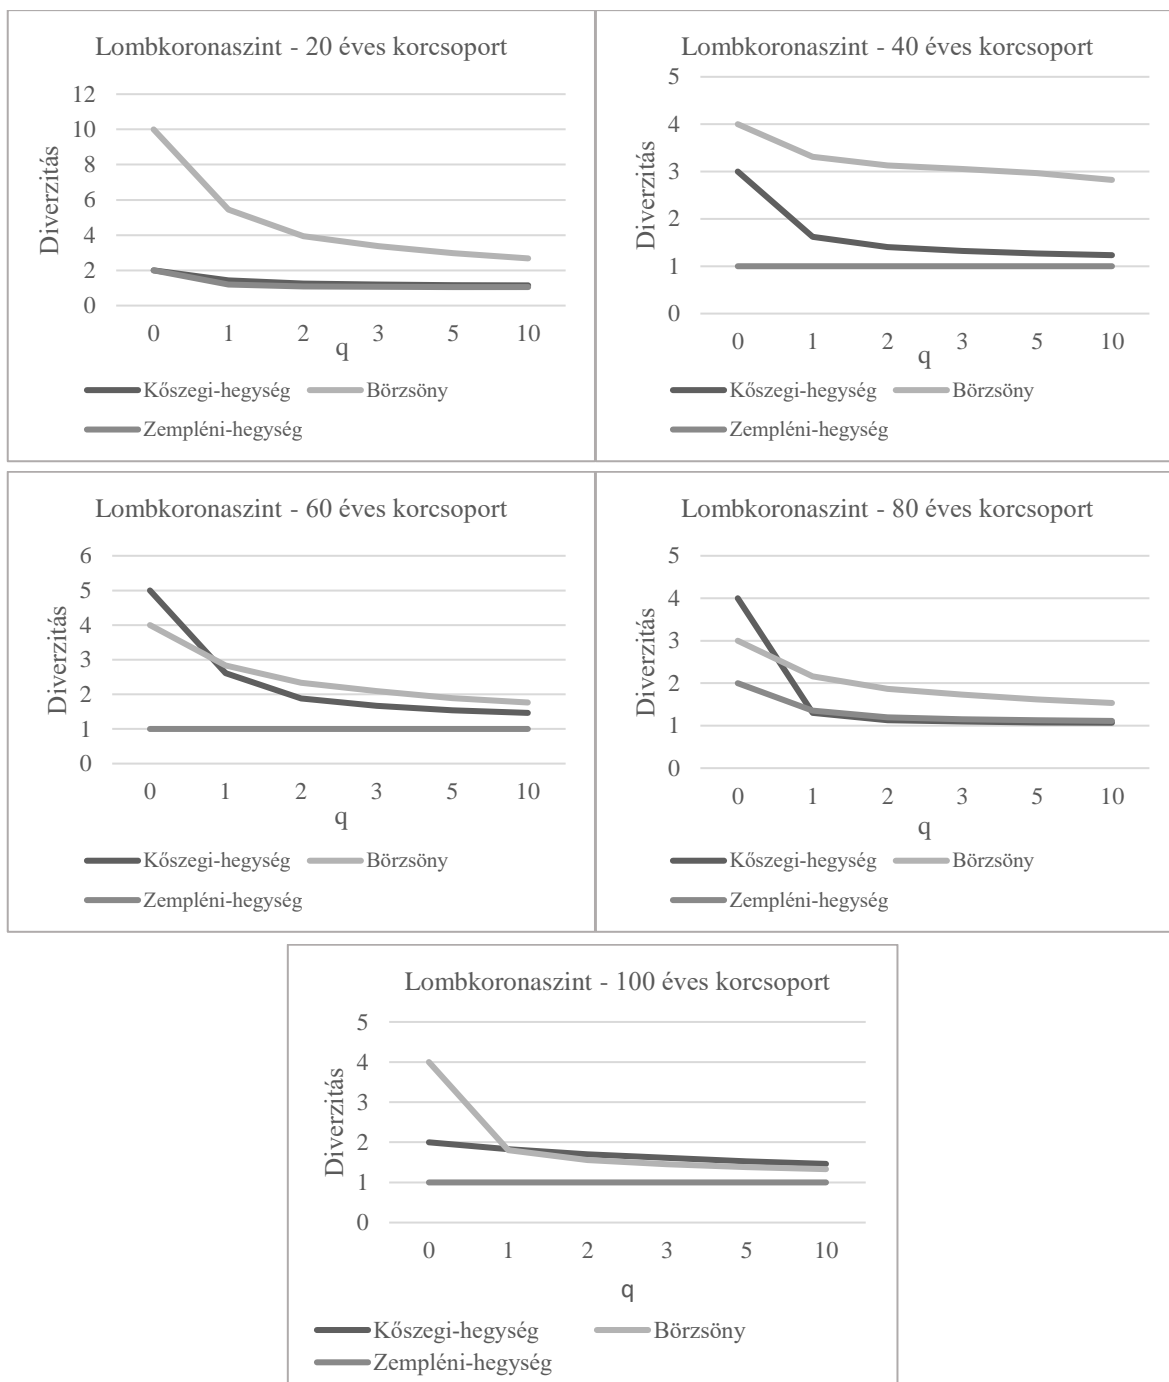 Lombkoronaszint - 20 éves korcsoport
12
10
8
6
4
2
0
Diverzitás
0 1 2 3 5 10
q
Kőszegi-hegység Börzsöny
Zempléni-hegység
Lombkoronaszint - 40 éves korcsoport
5
4
3
2
1
0
Diverzitás
0 1 2 3 5 10
q
Kőszegi-hegység Börzsöny
Zempléni-hegység
Lombkoronaszint - 60 éves korcsoport
6
5
4
3
2
1
0
Diverzitás
0 1 2 3 5 10
q
Kőszegi-hegység Börzsöny
Zempléni-hegység
Lombkoronaszint - 80 éves korcsoport
5
4
3
2
1
0
Diverzitás
0 1 2 3 5 10
q
Kőszegi-hegység Börzsöny
Zempléni-hegység
Lombkoronaszint - 100 éves korcsoport
5
4
3
2
1
0
Diverzitás
0 1 2 3 5 10
q
Kőszegi-hegység Börzsöny
Zempléni-hegység